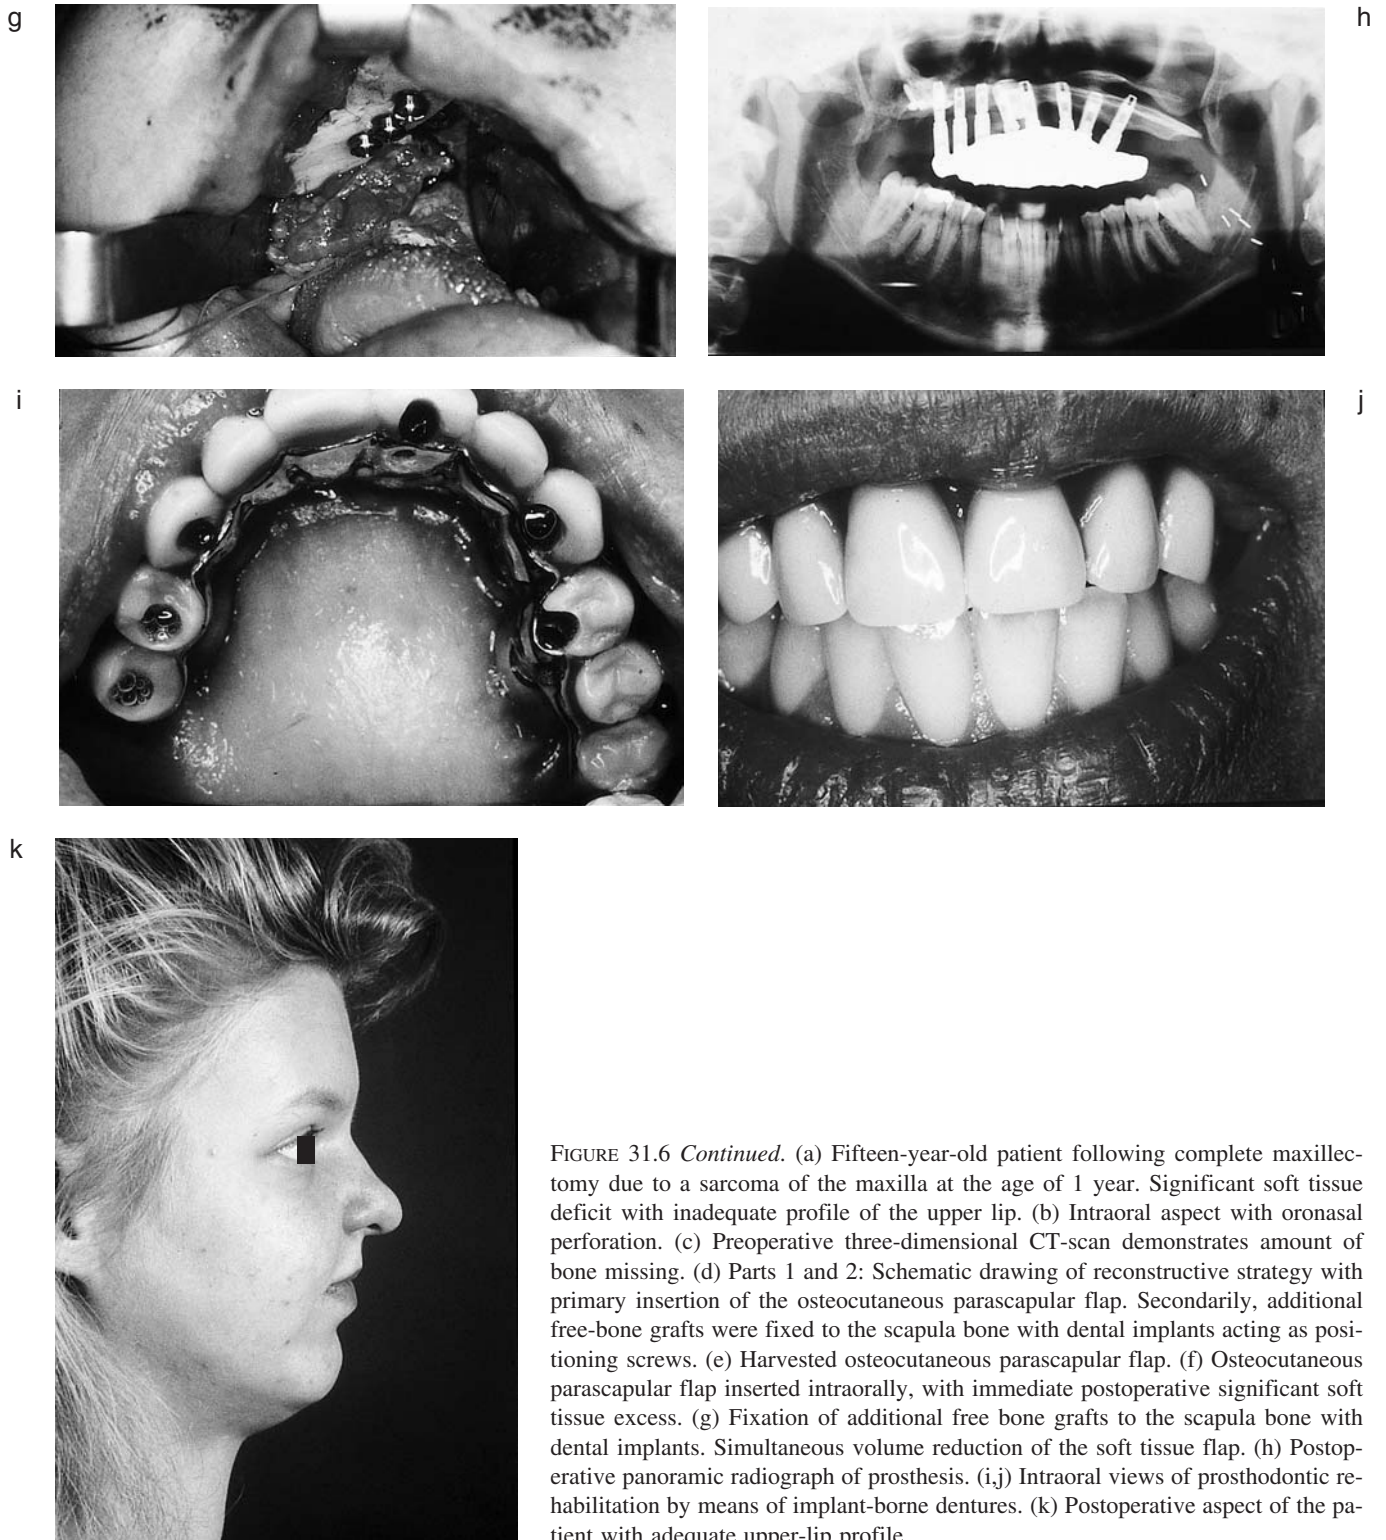 g
h
i
j
k
FIGURE 31.6 Continued. (a) Fifteen-year-old patient following complete maxillec-
tomy due to a sarcoma of the maxilla at the age of 1 year. Significant soft tissue
deficit with inadequate profile of the upper lip. (b) Intraoral aspect with oronasal
perforation. (c) Preoperative three-dimensional CT-scan demonstrates amount of
bone missing. (d) Parts 1 and 2: Schematic drawing of reconstructive strategy with
primary insertion of the osteocutaneous parascapular flap. Secondarily, additional
free-bone grafts were fixed to the scapula bone with dental implants acting as posi-
tioning screws. (e) Harvested osteocutaneous parascapular flap. (f) Osteocutaneous
parascapular flap inserted intraorally, with immediate postoperative significant soft
tissue excess. (g) Fixation of additional free bone grafts to the scapula bone with
dental implants. Simultaneous volume reduction of the soft tissue flap. (h) Postop-
erative panoramic radiograph of prosthesis. (i,j) Intraoral views of prosthodontic re-
habilitation by means of implant-borne dentures. (k) Postoperative aspect of the pa-
tient with adequate upper-lip profile.